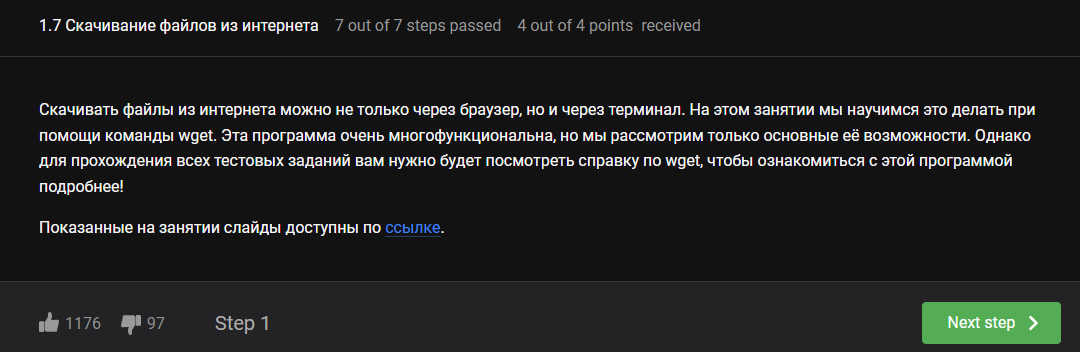 1.7 Скачивание файлов из интернета 7 out of 7 steps passed 4 out of 4 points received
Скачивать файлы из интернета можно не только через браузер, но и через терминал. На этом занятии мы научимся это делать при
помощи команды wget. Эта программа очень многофункциональна, но мы рассмотрим только основные её возможности. Однако
для прохождения всех тестовых заданий вам нужно будет посмотреть справку по wget, чтобы ознакомиться с этой программой
подробнее!
Показанные на занятии слайды доступны по ссылке.
1176 97 Step 1 Next step